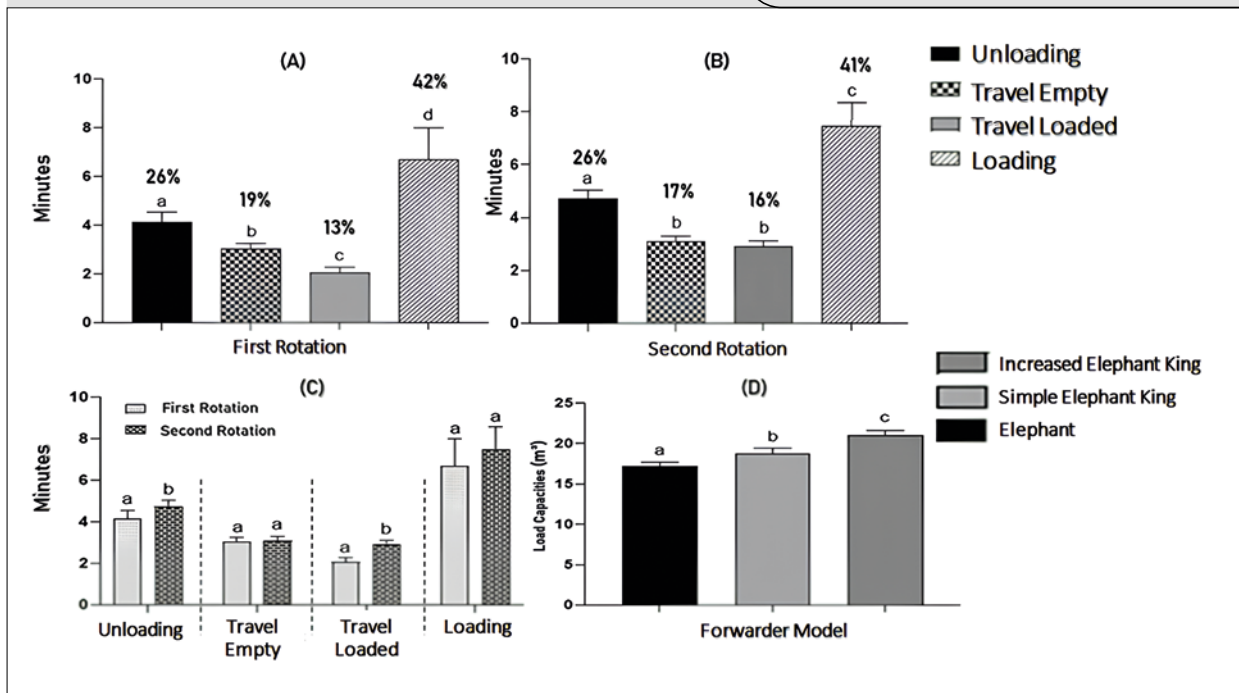 (A)
42%
10
8
6
4
2
0
Minutes
26%
19%
13%
a
b
c
d
First Rotation
(B)
41%
10
8
6
4
2
0
Minutes
26%
17%
16%
a
b
b
c
Second Rotation
Unloading
Travel Empty
Travel Loaded
Loading
(C)
First Rotation
Second Rotation
10
8
6
4
2
0
Minutes
a
b
a
a
a
b
a
a
Unloading
Travel
Empty
Travel
Loaded
Loading
(D)
25
20
15
10
5
0
Load Capacities (m³)
a
b
c
Forwarder Model
Increased Elephant King
Simple Elephant King
Elephant